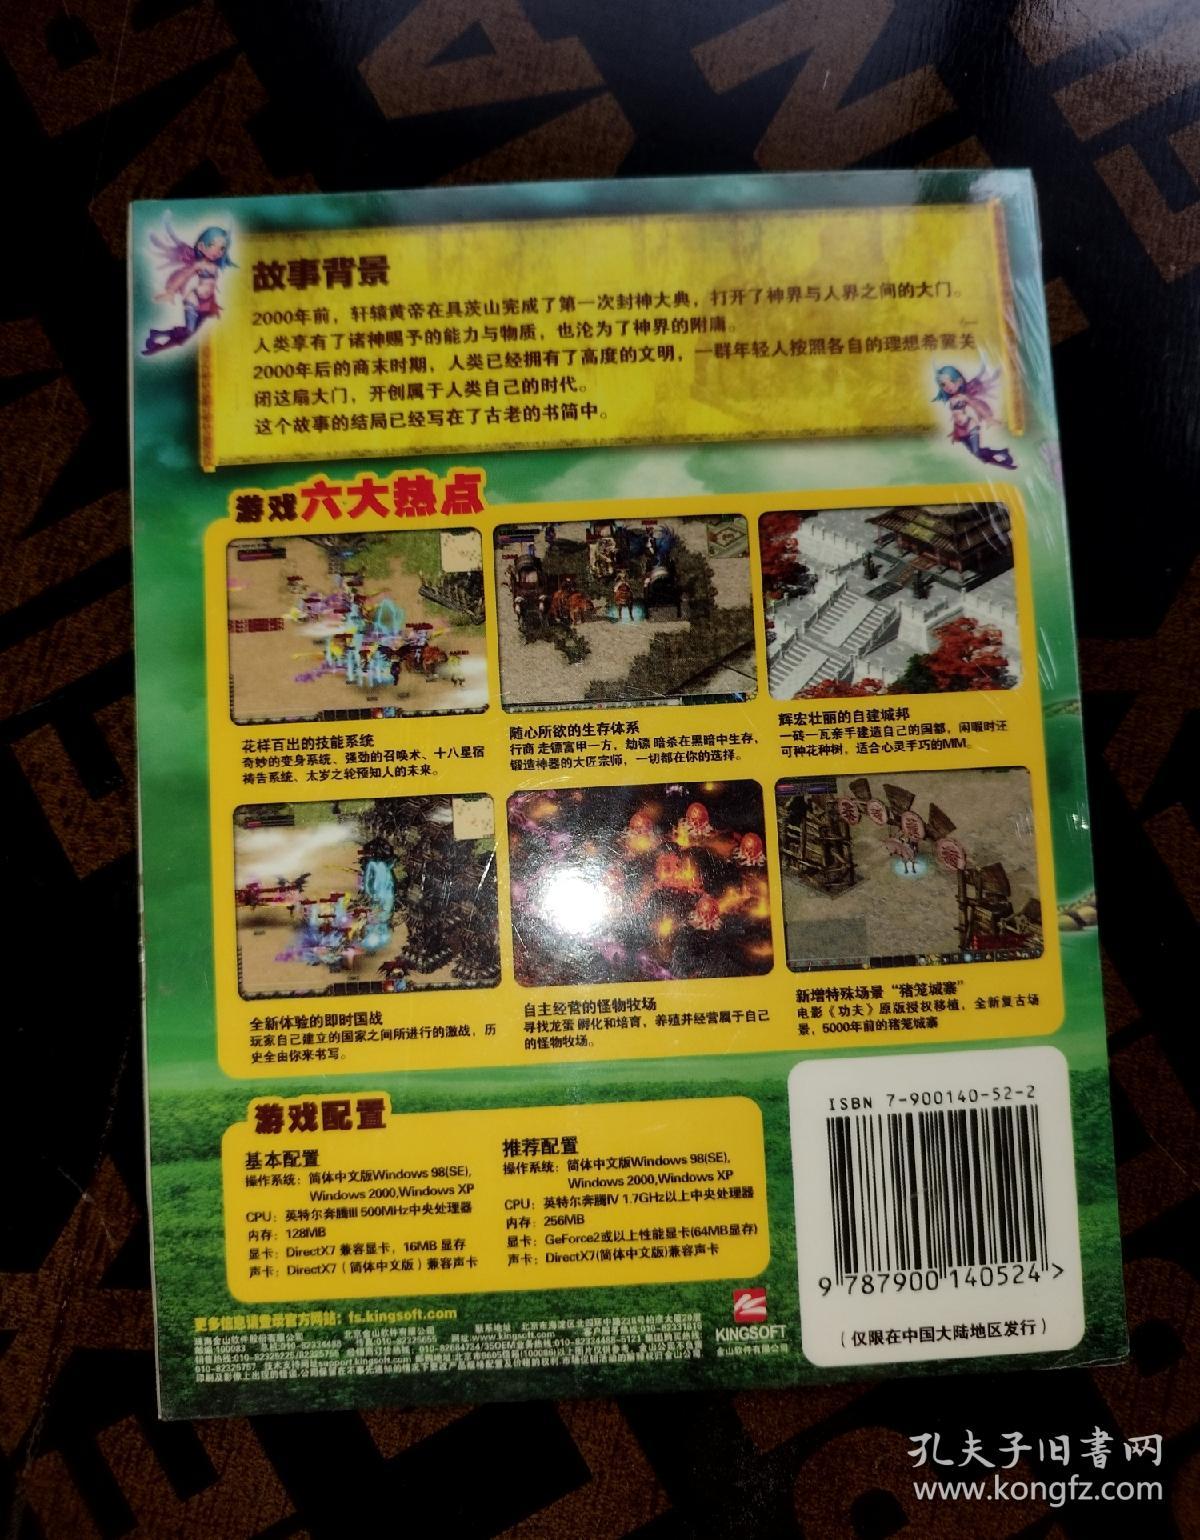 故事背景
2000年前，轩辕黄帝在具茨山完成了第一次封神大典，打开了神界与人界之间的大门。
人类享有了诸神赐予的能力与物质，也沦为了神界的附庸。
2000年后的商末时期，人类已经拥有了高度的文明，一群年轻人按照各自的理想希冀关
闭这扇大门，开创属于人类自己的时代。
这个故事的结局已经写在了古老的书简中。
游戏六大热点
花样百出的技能系统
奇妙的变身系统、强劲的召唤术、十八星宿
祷告系统、太岁之轮预知人的未来。
随心所欲的生存体系
行商 走镖富甲一方，劫镖 暗杀在黑暗中生存，
锻造神器的大匠宗师，一切都在你的选择。
辉宏壮丽的自建城邦
一砖一瓦亲手建造自己的国都，闲暇时还
可种花种树，适合心灵手巧的MM。
全新体验的即时国战
玩家自己建立的国家之间所进行的激战，历
史全由你来书写。
自主经营的怪物牧场
寻找龙蛋 孵化和培育，养殖并经营属于自己
的怪物牧场。
新增特殊场景“猪笼城寨”
电影《功夫》原版授权移植，全新复古场
景，5000年前的猪笼城寨
游戏配置
基本配置
操作系统：简体中文版Windows 98(SE),
Windows 2000,Windows XP
CPU：英特尔奔腾III 500MHz中央处理器
内存：128MB
显卡：DirectX7 兼容显卡，16MB 显存
声卡：DirectX7（简体中文版）兼容声卡
推荐配置
操作系统：简体中文版Windows 98(SE),
Windows 2000,Windows XP
CPU：英特尔奔腾IV 1.7GHz以上中央处理器
内存：256MB
显卡：GeForce2或以上性能显卡(64MB显存)
声卡：DirectX7(简体中文版)兼容声卡
ISBN 7-900140-52-2
9 787900 140524 >
（仅限在中国大陆地区发行）
更多信息请登录官方网站：fs.kingsoft.com
KINGSOFT
金山软件有限公司
孔夫子旧书网
www.kongfz.com